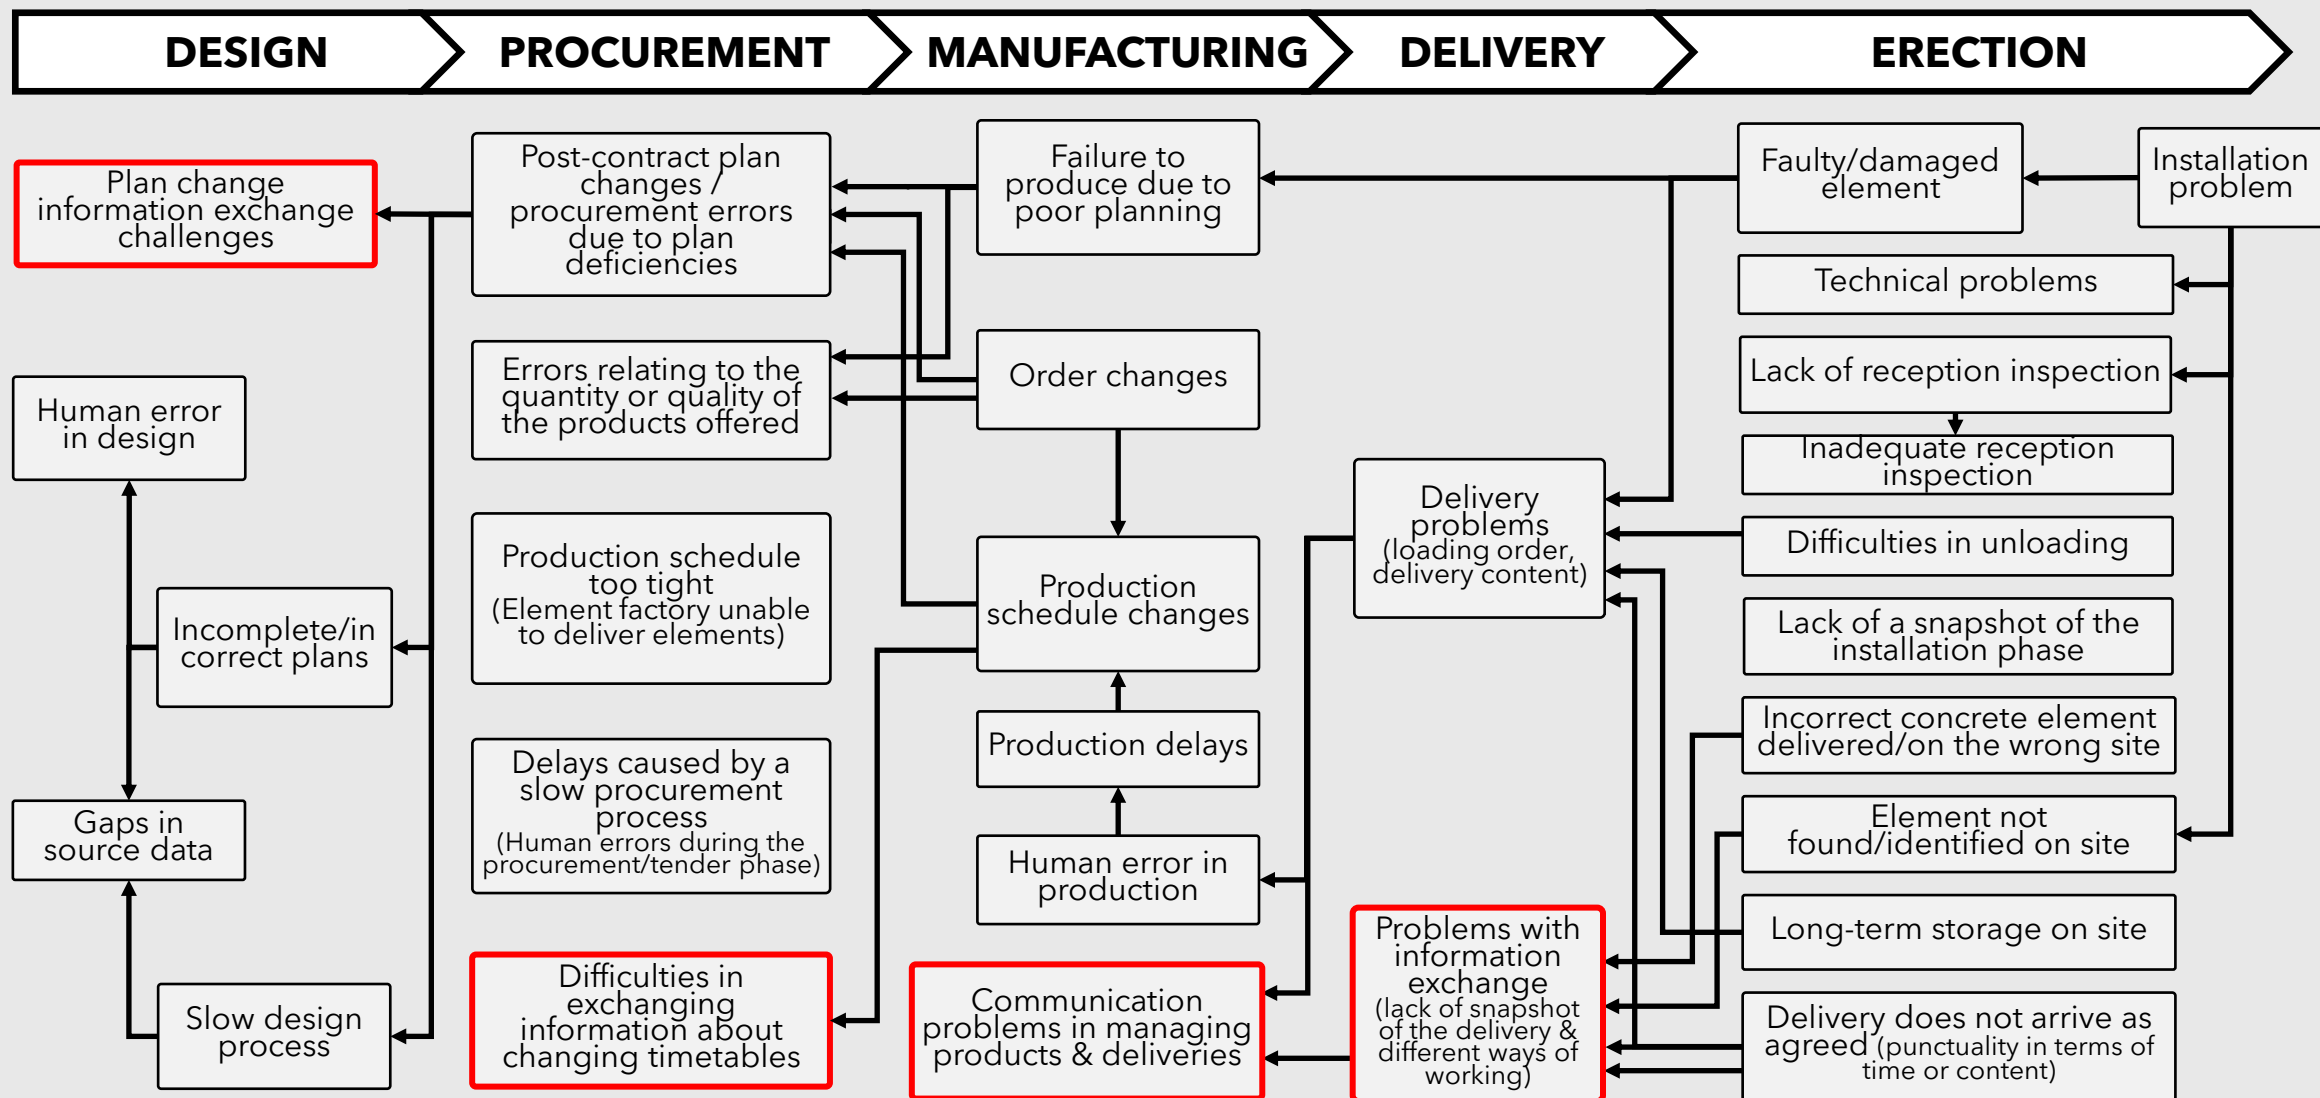 DESIGN
PROCUREMENT
MANUFACTURING
DELIVERY
ERECTION
Plan change
information exchange
challenges
Human error
in design
Incomplete/in
correct plans
Gaps in
source data
Slow design
process
Post-contract plan
changes /
procurement errors
due to plan
deficiencies
Errors relating to the
quantity or quality of
the products offered
Production schedule
too tight
(Element factory unable
to deliver elements)
Delays caused by a
slow procurement
process
(Human errors during the
procurement/tender phase)
Difficulties in
exchanging
information about
changing timetables
Failure to
produce due to
poor planning
Order changes
Production
schedule changes
Production delays
Human error in
production
Communication
problems in managing
products & deliveries
Delivery
problems
(loading order,
delivery content)
Problems with
information
exchange
(lack of snapshot
of the delivery &
different ways of
working)
Faulty/damaged
element
Installation
problem
Technical problems
Lack of reception inspection
Inadequate reception
inspection
Difficulties in unloading
Lack of a snapshot of the
installation phase
Incorrect concrete element
delivered/on the wrong site
Element not
found/identified on site
Long-term storage on site
Delivery does not arrive as
agreed (punctuality in terms of
time or content)